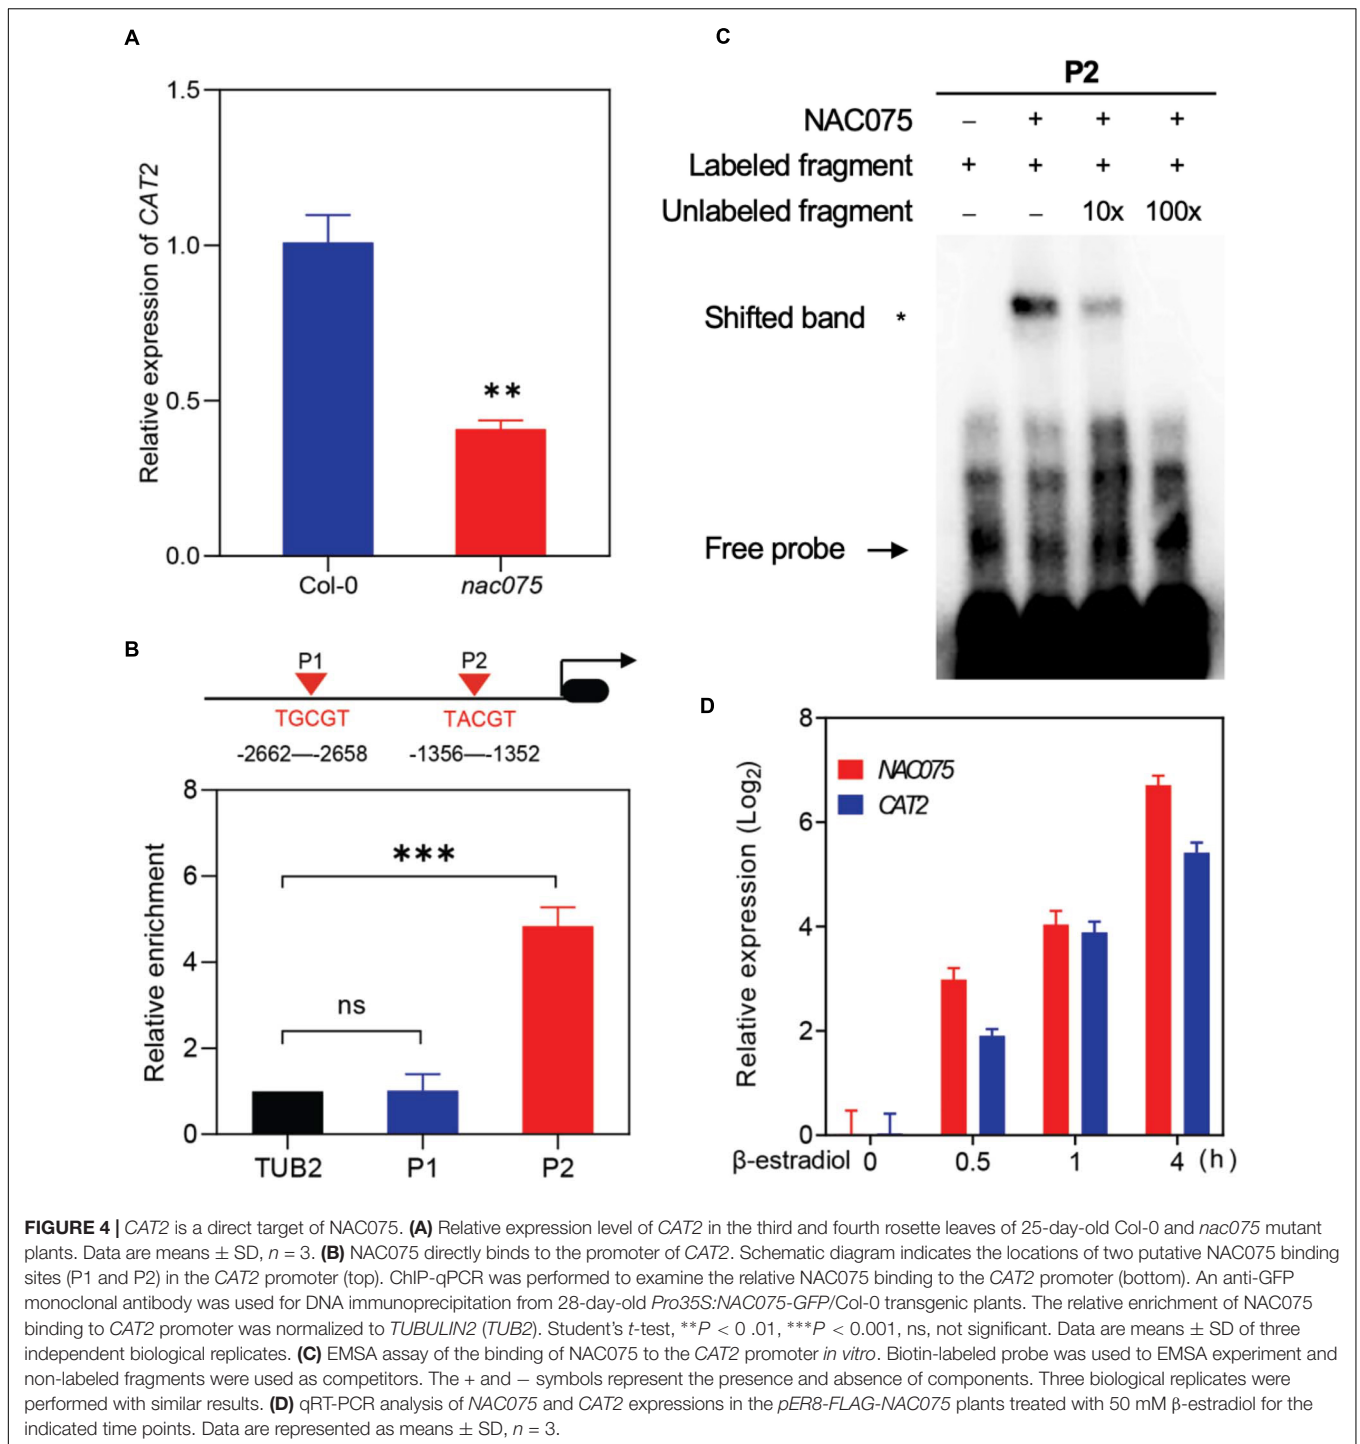 A
1.5
1.0
0.5
0.0
Relative expression of CAT2
**
Col-0
nac075
B
P1
P2
TGCGT
TACGT
-2662—-2658
-1356—-1352
8
6
4
2
0
Relative enrichment
***
ns
TUB2
P1
P2
C
P2
NAC075 – + + +
Labeled fragment + + + +
Unlabeled fragment – – 10x 100x
Shifted band *
Free probe
D
8
6
4
2
0
Relative expression (Log2)
NAC075
CAT2
β-estradiol 0 0.5 1 4 (h)
FIGURE 4 | CAT2 is a direct target of NAC075. (A) Relative expression level of CAT2 in the third and fourth rosette leaves of 25-day-old Col-0 and nac075 mutant
plants. Data are means ± SD, n = 3. (B) NAC075 directly binds to the promoter of CAT2. Schematic diagram indicates the locations of two putative NAC075 binding
sites (P1 and P2) in the CAT2 promoter (top). ChIP-qPCR was performed to examine the relative NAC075 binding to the CAT2 promoter (bottom). An anti-GFP
monoclonal antibody was used for DNA immunoprecipitation from 28-day-old Pro35S:NAC075-GFP/Col-0 transgenic plants. The relative enrichment of NAC075
binding to CAT2 promoter was normalized to TUBULIN2 (TUB2). Student's t-test, **P < 0 .01, ***P < 0.001, ns, not significant. Data are means ± SD of three
independent biological replicates. (C) EMSA assay of the binding of NAC075 to the CAT2 promoter in vitro. Biotin-labeled probe was used to EMSA experiment and
non-labeled fragments were used as competitors. The + and – symbols represent the presence and absence of components. Three biological replicates were
performed with similar results. (D) qRT-PCR analysis of NAC075 and CAT2 expressions in the pER8-FLAG-NAC075 plants treated with 50 mM β-estradiol for the
indicated time points. Data are represented as means ± SD, n = 3.